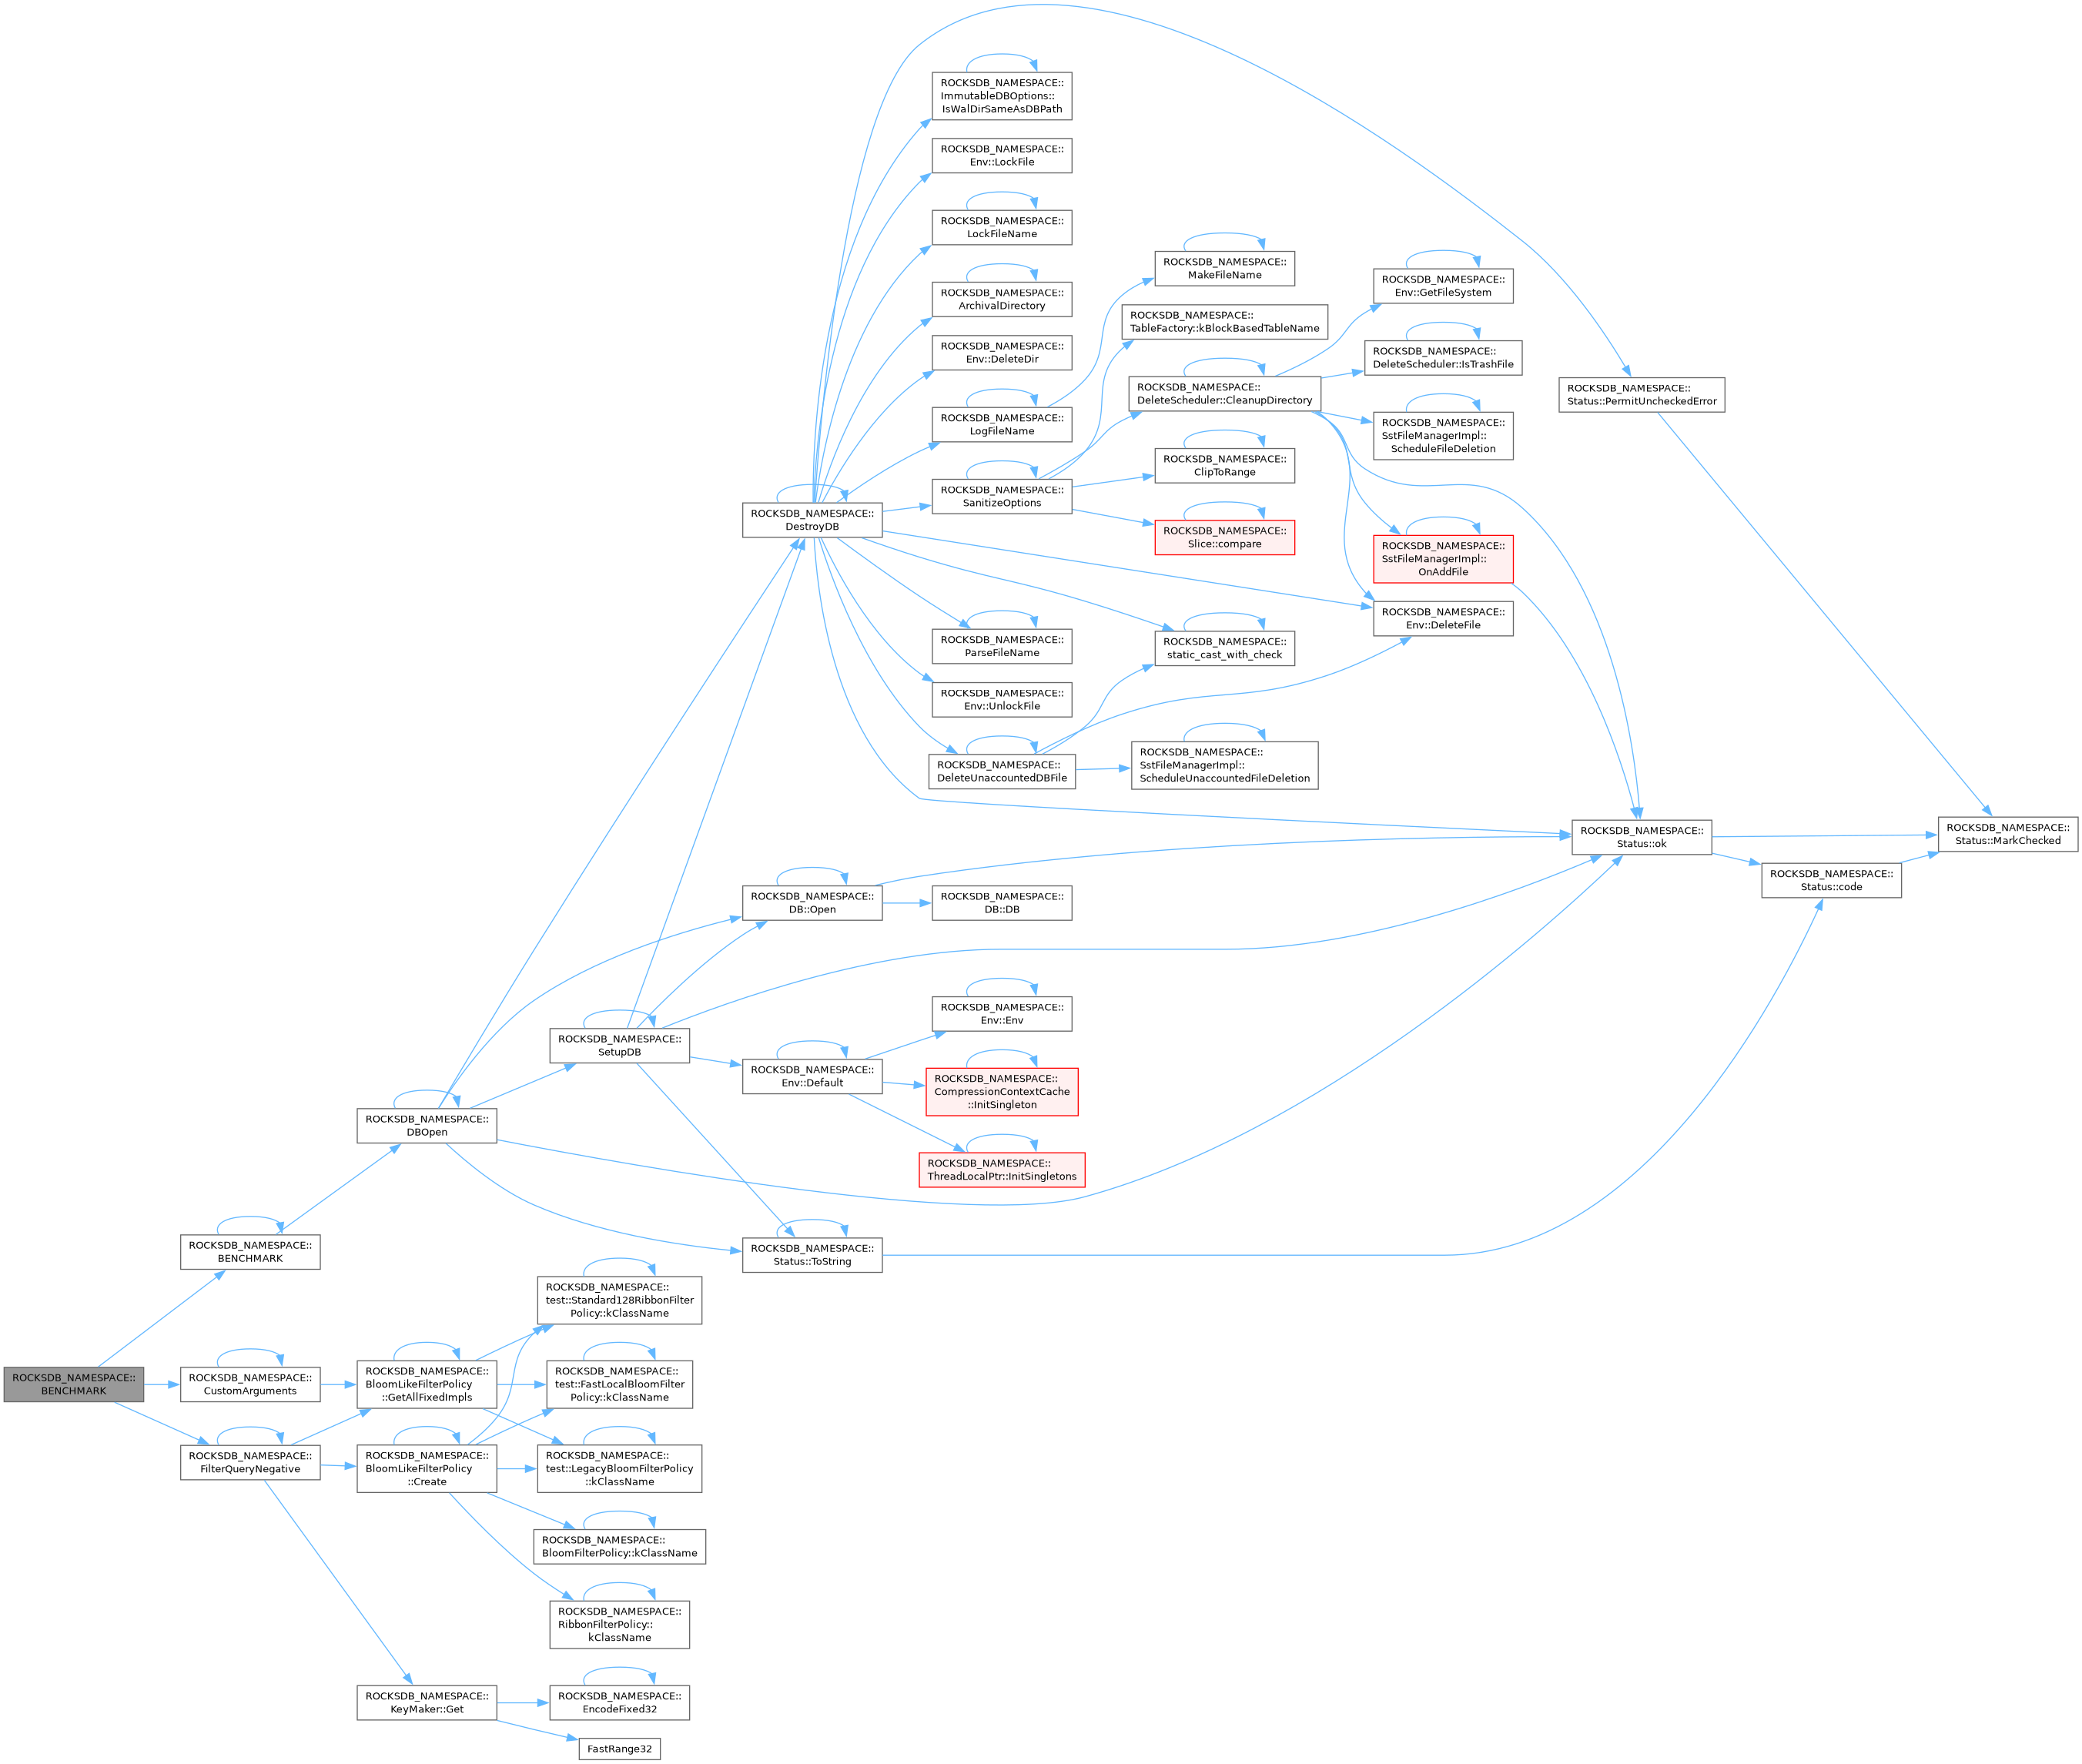 ROCKSDB_NAMESPACE::
BENCHMARK
ROCKSDB_NAMESPACE::
BENCHMARK
ROCKSDB_NAMESPACE::
CustomArguments
ROCKSDB_NAMESPACE::
FilterQueryNegative
ROCKSDB_NAMESPACE::
DBOpen
ROCKSDB_NAMESPACE::
BloomLikeFilterPolicy
::GetAllFixedImpls
ROCKSDB_NAMESPACE::
BloomLikeFilterPolicy
::Create
ROCKSDB_NAMESPACE::
KeyMaker::Get
ROCKSDB_NAMESPACE::
SetupDB
ROCKSDB_NAMESPACE::
test::Standard128RibbonFilter
Policy::kClassName
ROCKSDB_NAMESPACE::
test::FastLocalBloomFilter
Policy::kClassName
ROCKSDB_NAMESPACE::
test::LegacyBloomFilterPolicy
::kClassName
ROCKSDB_NAMESPACE::
BloomFilterPolicy::kClassName
ROCKSDB_NAMESPACE::
RibbonFilterPolicy::
kClassName
ROCKSDB_NAMESPACE::
EncodeFixed32
FastRange32
ROCKSDB_NAMESPACE::
DestroyDB
ROCKSDB_NAMESPACE::
DB::Open
ROCKSDB_NAMESPACE::
Env::Default
ROCKSDB_NAMESPACE::
Status::ToString
ROCKSDB_NAMESPACE::
ImmutableDBOptions::
IsWalDirSameAsDBPath
ROCKSDB_NAMESPACE::
Env::LockFile
ROCKSDB_NAMESPACE::
LockFileName
ROCKSDB_NAMESPACE::
ArchivalDirectory
ROCKSDB_NAMESPACE::
Env::DeleteDir
ROCKSDB_NAMESPACE::
LogFileName
ROCKSDB_NAMESPACE::
SanitizeOptions
ROCKSDB_NAMESPACE::
ParseFileName
ROCKSDB_NAMESPACE::
Env::UnlockFile
ROCKSDB_NAMESPACE::
DeleteUnaccountedDBFile
ROCKSDB_NAMESPACE::
DB::DB
ROCKSDB_NAMESPACE::
Env::Env
ROCKSDB_NAMESPACE::
CompressionContextCache
::InitSingleton
ROCKSDB_NAMESPACE::
ThreadLocalPtr::InitSingletons
ROCKSDB_NAMESPACE::
MakeFileName
ROCKSDB_NAMESPACE::
TableFactory::kBlockBasedTableName
ROCKSDB_NAMESPACE::
DeleteScheduler::CleanupDirectory
ROCKSDB_NAMESPACE::
ClipToRange
ROCKSDB_NAMESPACE::
Slice::compare
ROCKSDB_NAMESPACE::
static_cast_with_check
ROCKSDB_NAMESPACE::
SstFileManagerImpl::
ScheduleUnaccountedFileDeletion
ROCKSDB_NAMESPACE::
Env::GetFileSystem
ROCKSDB_NAMESPACE::
DeleteScheduler::IsTrashFile
ROCKSDB_NAMESPACE::
SstFileManagerImpl::
ScheduleFileDeletion
ROCKSDB_NAMESPACE::
SstFileManagerImpl::
OnAddFile
ROCKSDB_NAMESPACE::
Env::DeleteFile
ROCKSDB_NAMESPACE::
Status::PermitUncheckedError
ROCKSDB_NAMESPACE::
Status::ok
ROCKSDB_NAMESPACE::
Status::code
ROCKSDB_NAMESPACE::
Status::MarkChecked